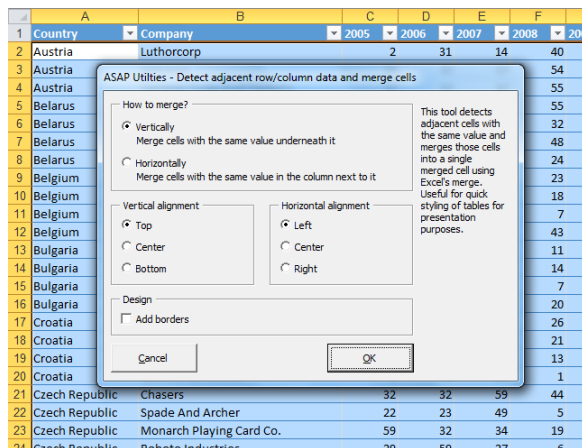 A B C D E F
1 Country Company 2005 2006 2007 2008
2 Austria Luthorcorp 2 31 14 40
3 Austria 54
4 Austria 55
5 Belarus 55
6 Belarus 32
7 Belarus 48
8 Belarus 24
9 Belgium 23
10 Belgium 18
11 Belgium 7
12 Belgium 43
13 Bulgaria 11
14 Bulgaria 14
15 Bulgaria 7
16 Bulgaria 20
17 Croatia 26
18 Croatia 21
19 Croatia 13
20 Croatia 1
21 Czech Republic Chasers 32 32 59 44
22 Czech Republic Spade And Archer 22 23 49 5
23 Czech Republic Monarch Playing Card Co. 59 32 34 19
ASAP Utilties - Detect adjacent row/column data and merge cells
How to merge?
Vertically
Merge cells with the same value underneath it
Horizontally
Merge cells with the same value in the column next to it
Vertical alignment
Top
Center
Bottom
Horizontal alignment
Left
Center
Right
Design
Add borders
Cancel
OK
This tool detects
adjacent cells with
the same value and
merges those cells
into a single
merged cell using
Excel's merge.
Useful for quick
styling of tables for
presentation
purposes.